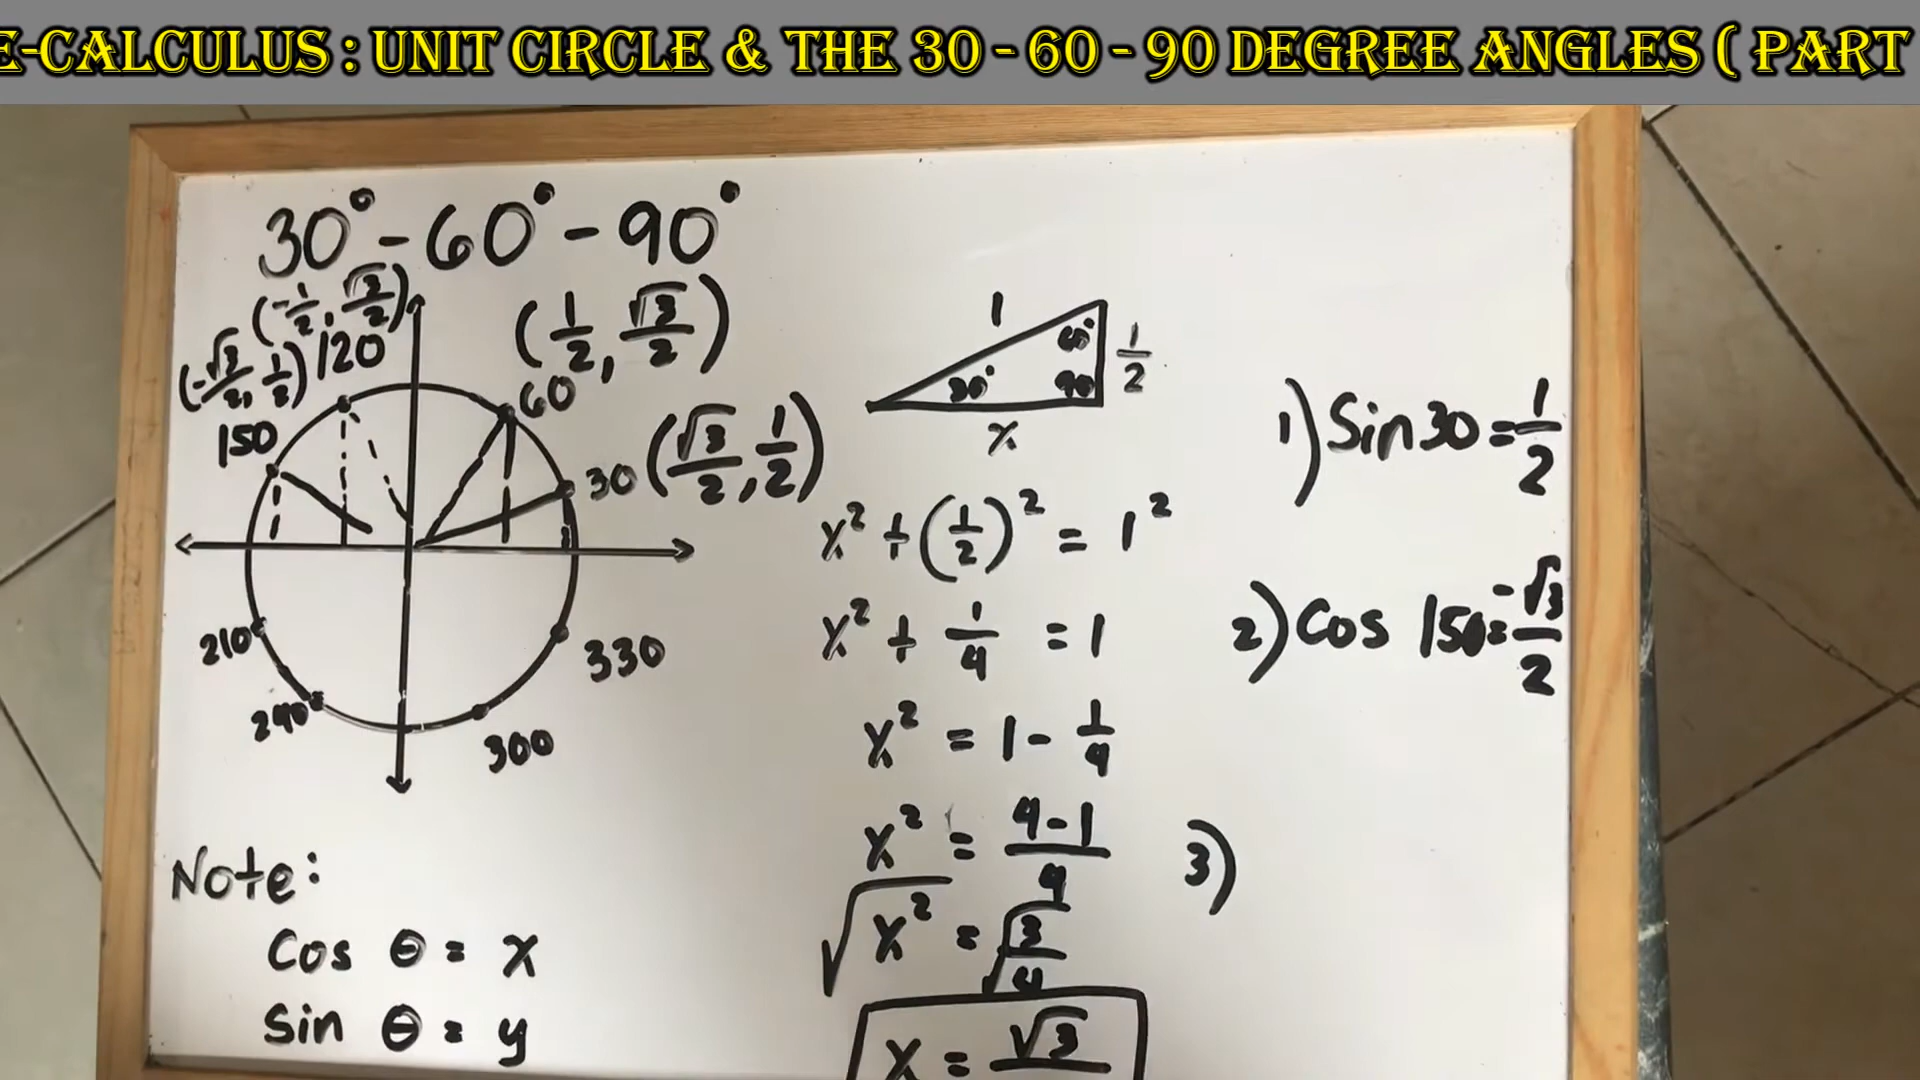 E-CALCULUS : UNIT CIRCLE & THE 30 - 60 - 90 DEGREE ANGLES ( PART
30° - 60° - 90°
(-1/2, √3/2)
(1/2, √3/2)
120
(-√3/2, 1/2)
60
150
30 (√3/2, 1/2)
210
330
240
300
Note:
Cos θ = x
Sin θ = y
1
60°
1/2
30°
90
x
x² + (1/2)² = 1²
x² + 1/4 = 1
x² = 1 - 1/4
x² = 4-1/4
√x² = √3/4
x = √3
1) Sin 30 = 1/2
2) Cos 150 = -√3/2
3)